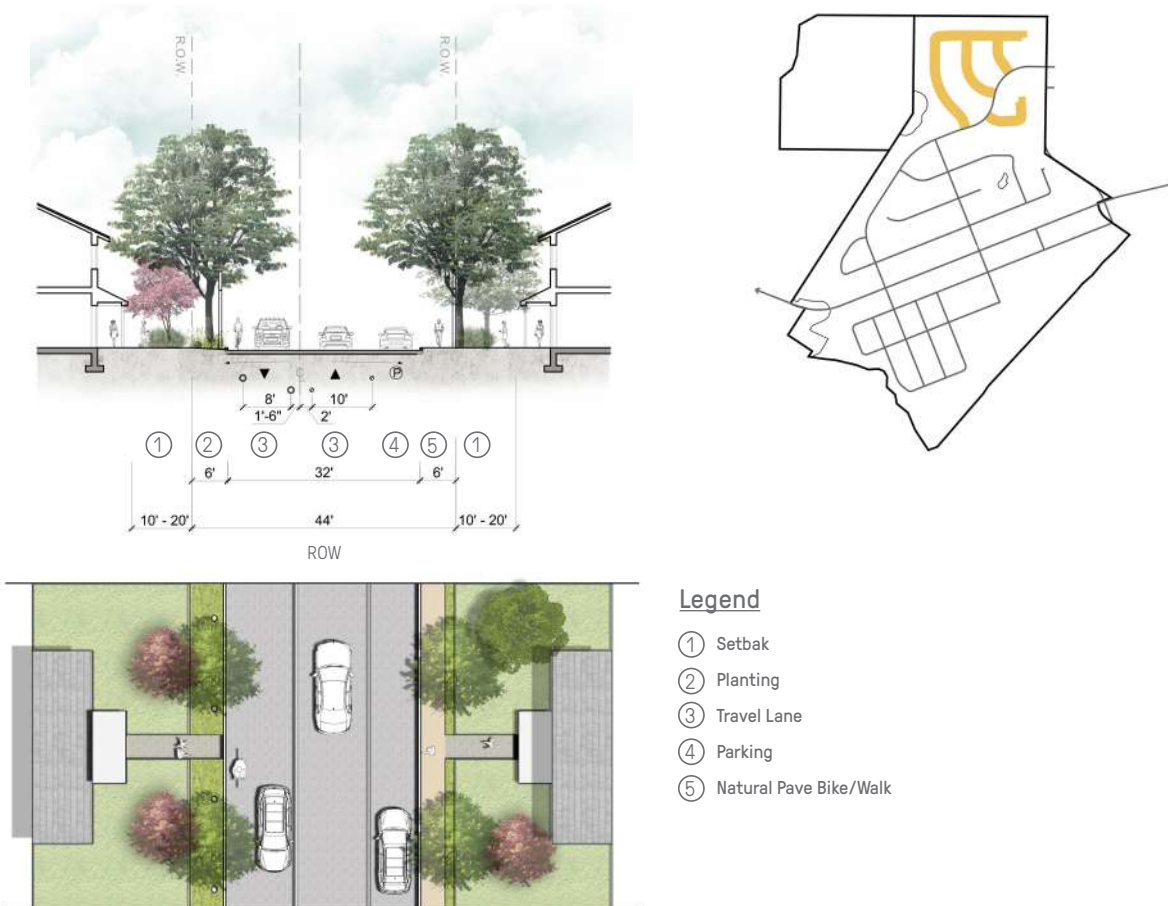 R.O.W.
R.O.W.
C
P
8'
10'
1'-6"
2'
1 2 3 3 4 5 1
6'
32'
6'
10' - 20'
44'
10' - 20'
ROW
Legend
1 Setbak
2 Planting
3 Travel Lane
4 Parking
5 Natural Pave Bike/Walk